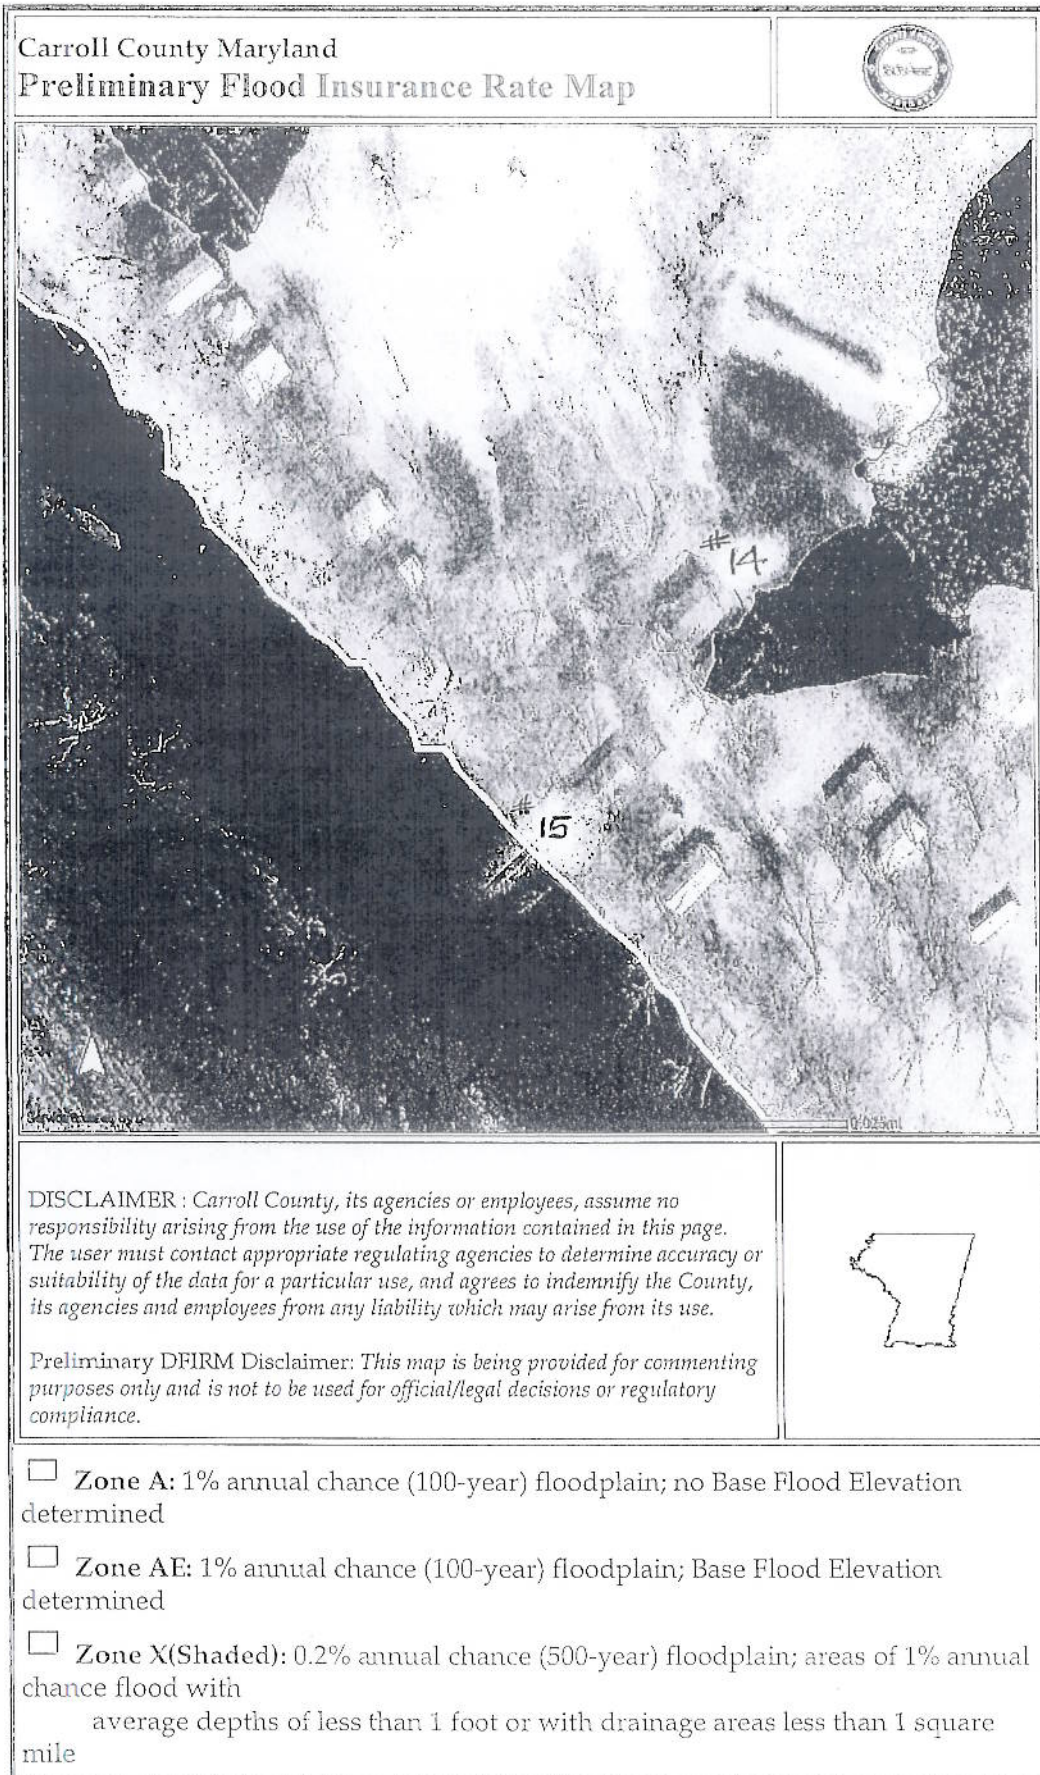 Carroll County Maryland
Preliminary Flood Insurance Rate Map
#14
#15
0.025mi
DISCLAIMER : Carroll County, its agencies or employees, assume no
responsibility arising from the use of the information contained in this page.
The user must contact appropriate regulating agencies to determine accuracy or
suitability of the data for a particular use, and agrees to indemnify the County,
its agencies and employees from any liability which may arise from its use.
Preliminary DFIRM Disclaimer: This map is being provided for commenting
purposes only and is not to be used for official/legal decisions or regulatory
compliance.
Zone A: 1% annual chance (100-year) floodplain; no Base Flood Elevation
determined
Zone AE: 1% annual chance (100-year) floodplain; Base Flood Elevation
determined
Zone X(Shaded): 0.2% annual chance (500-year) floodplain; areas of 1% annual
chance flood with
average depths of less than 1 foot or with drainage areas less than 1 square
mile